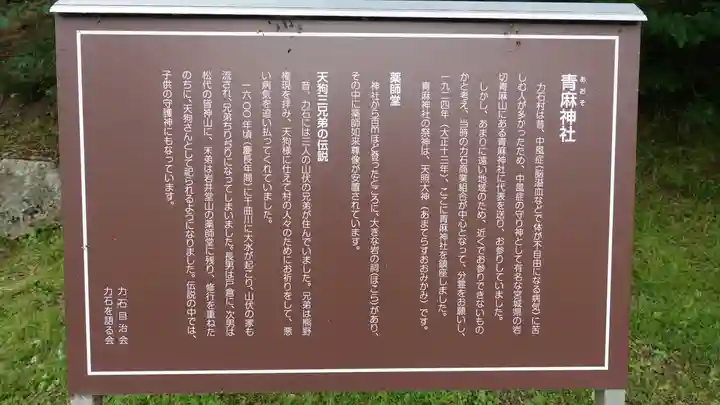 あおそ
青麻神社
力石村は昔、中風症(脳溢血などで体が不自由になる病気)に苦
しむ人が多かったため、中風症の守り神として有名な宮城県の岩
切青麻山にある青麻神社に代表を送り、お参りしていました。
しかし、あまりに遠い地域のため、近くでお参りできないもの
かと考え、当時の力石商業組合が中心となって、分霊をお願いし、
一九二四年(大正十三年)、ここに青麻神社を鎮座しました。
青麻神社の祭神は、天照大神(あまてらすおおみかみ)です。
薬師堂
神社から百m ほど登ったところに、大きな岩の祠(ほこら)があり、
その中に薬師如来尊像が安置されています。
天狗三兄弟の伝説
昔、力石には三人の山伏の兄弟が住んでいました。兄弟は熊野
権現を拝み、天狗様に仕えて村の人々のためにお祈りをして、悪
い病気を追い払ってくれていました。
一六〇〇年頃(慶長年間)に千曲川に大水が起こり、山伏の家も
流され、兄弟ちりぢりになってしまいました。長男は戸倉に、次男は
松代の皆神山に、末弟は岩井堂山の薬師堂に残り、修行を重ねた
のちに、天狗さんとして祀られるようになりました。伝説の中では、
子供の守護神にもなっています。
力石自治会
力石を語る会